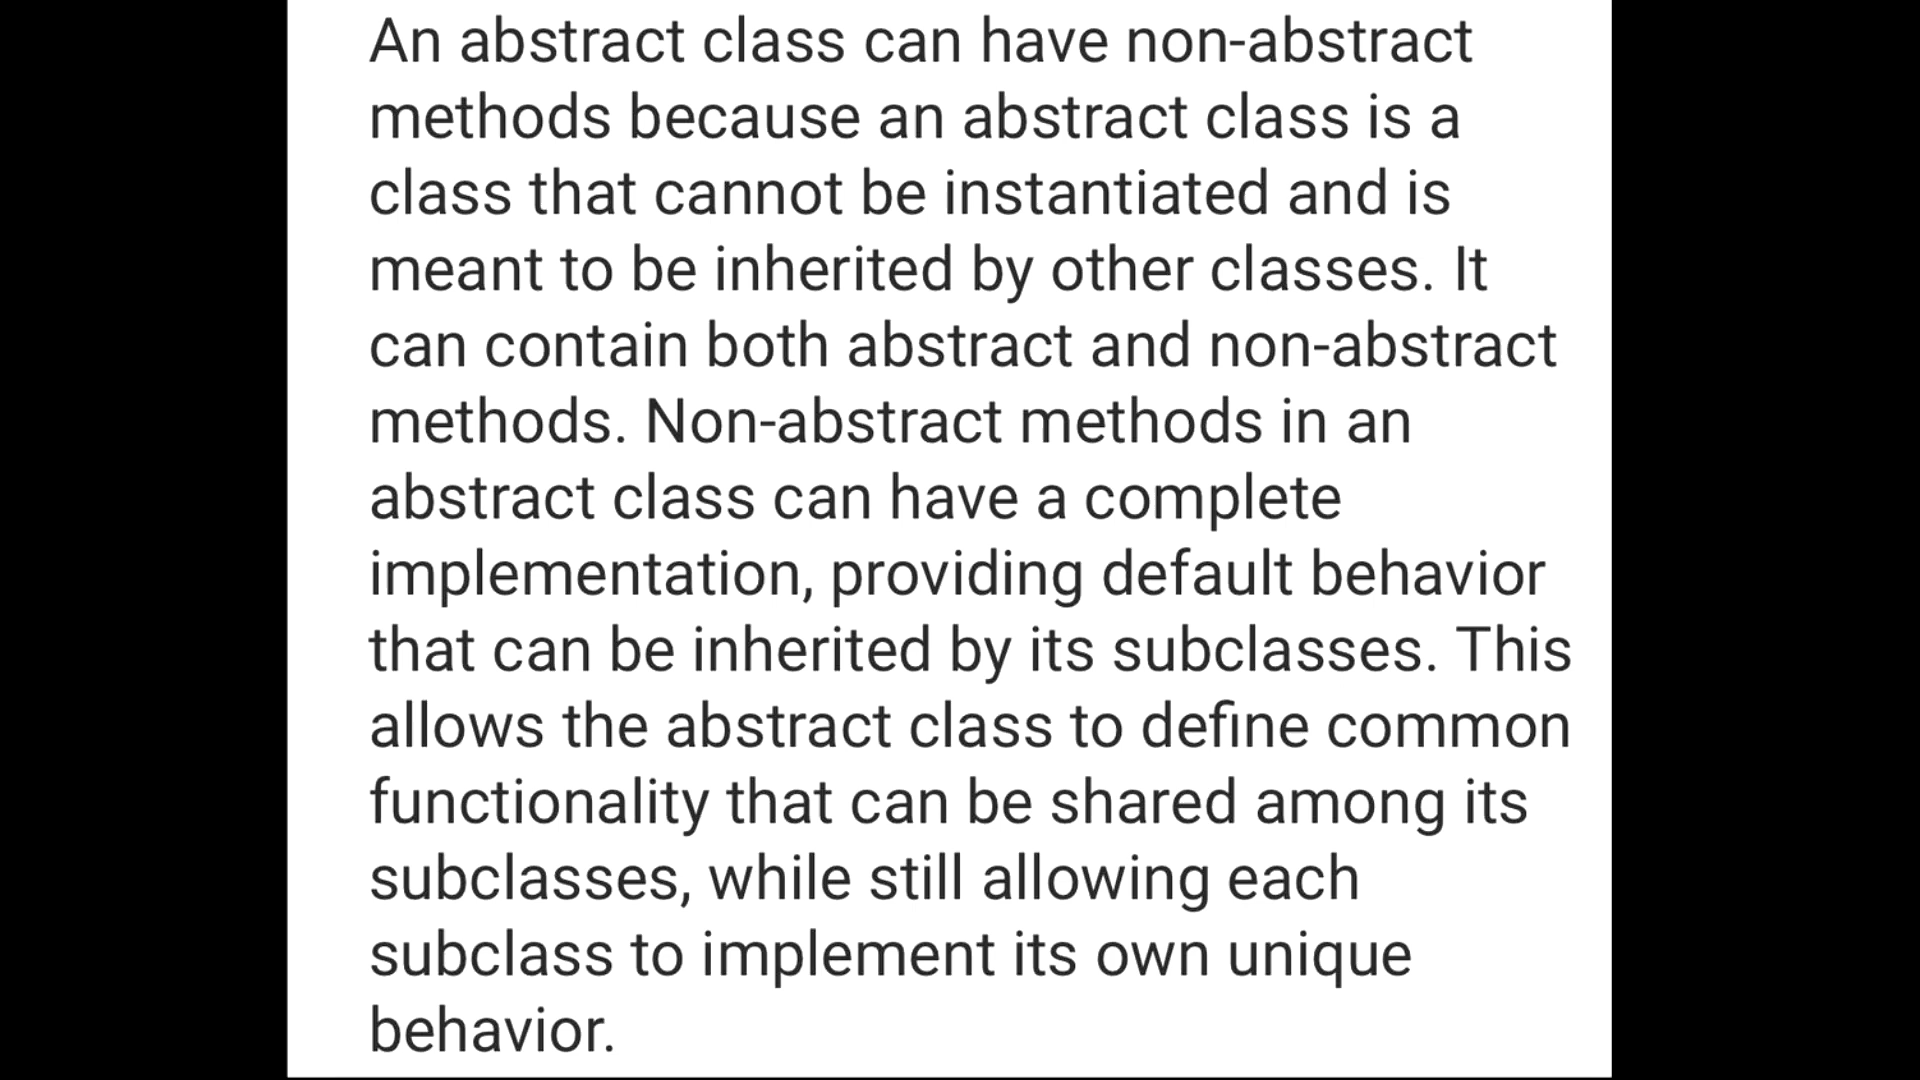 An abstract class can have non-abstract
methods because an abstract class is a
class that cannot be instantiated and is
meant to be inherited by other classes. It
can contain both abstract and non-abstract
methods. Non-abstract methods in an
abstract class can have a complete
implementation, providing default behavior
that can be inherited by its subclasses. This
allows the abstract class to define common
functionality that can be shared among its
subclasses, while still allowing each
subclass to implement its own unique
behavior.